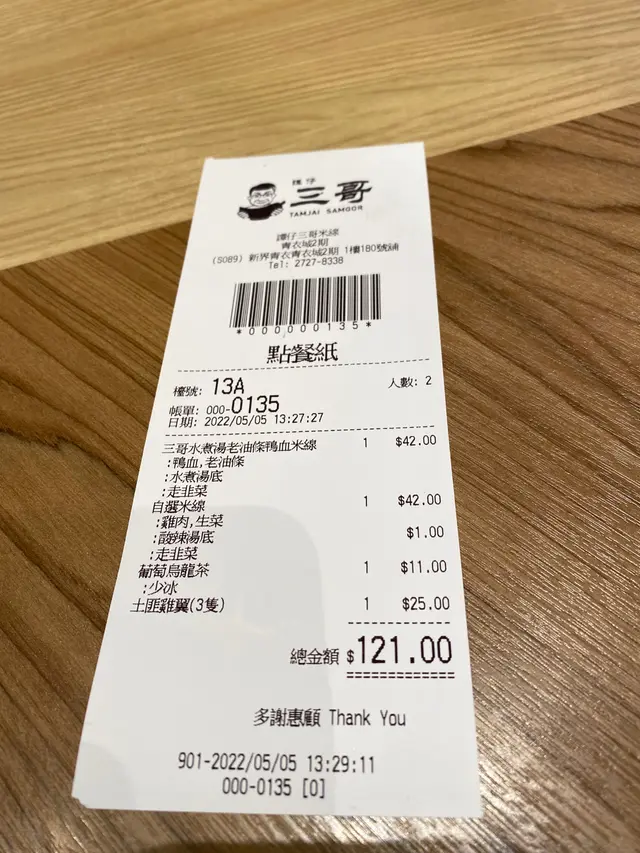 譚仔
三哥
TAMJAI SAMGOR
譚仔三哥米線
青衣城2期
(S089) 新界青衣青衣城2期 1樓180號舖
Tel: 2727-8338
*000000135*
點餐紙
檯號: 13A 人數: 2
帳單: 000-0135
日期: 2022/05/05 13:27:27
三哥水煮湯老油條鴨血米線 1 $42.00
:鴨血,老油條
:水煮湯底
:走韭菜
自選米線 1 $42.00
:雞肉,生菜
:酸辣湯底 $1.00
:走韭菜
葡萄烏龍茶 1 $11.00
:少冰
土匪雞翼(3隻) 1 $25.00
總金額 $121.00
多謝惠顧 Thank You
901-2022/05/05 13:29:11
000-0135 [0]